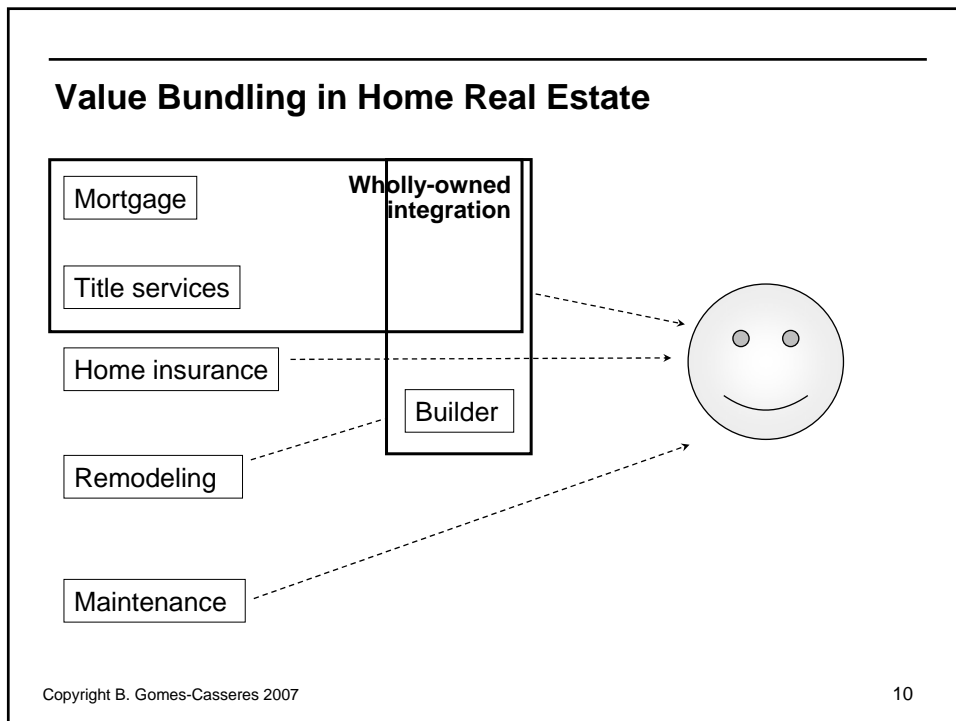 Value Bundling in Home Real Estate
Mortgage
Wholly-owned
integration
Title services
Home insurance
Builder
Remodeling
Maintenance
Copyright B. Gomes-Casseres 2007
10